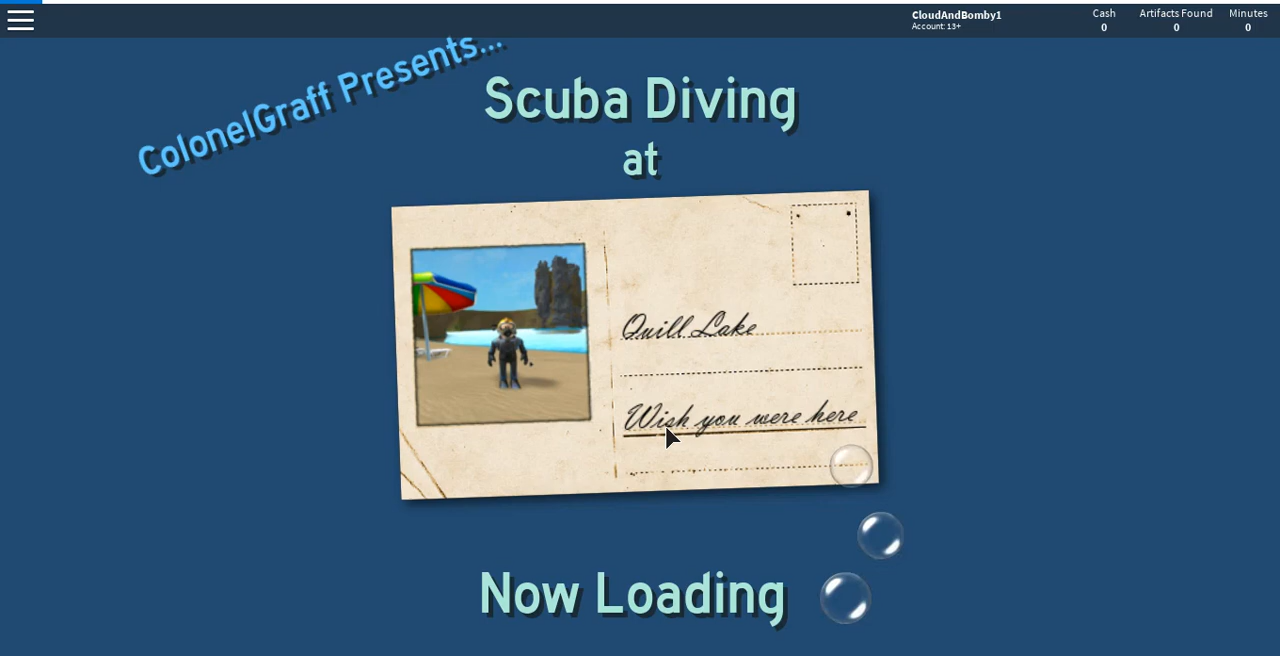 CloudAndBomby1
Account: 13+
Cash
0
Artifacts Found
0
Minutes
0
ColonelGraff Presents...
Scuba Diving
at
Quill Lake
Wish you were here
Now Loading